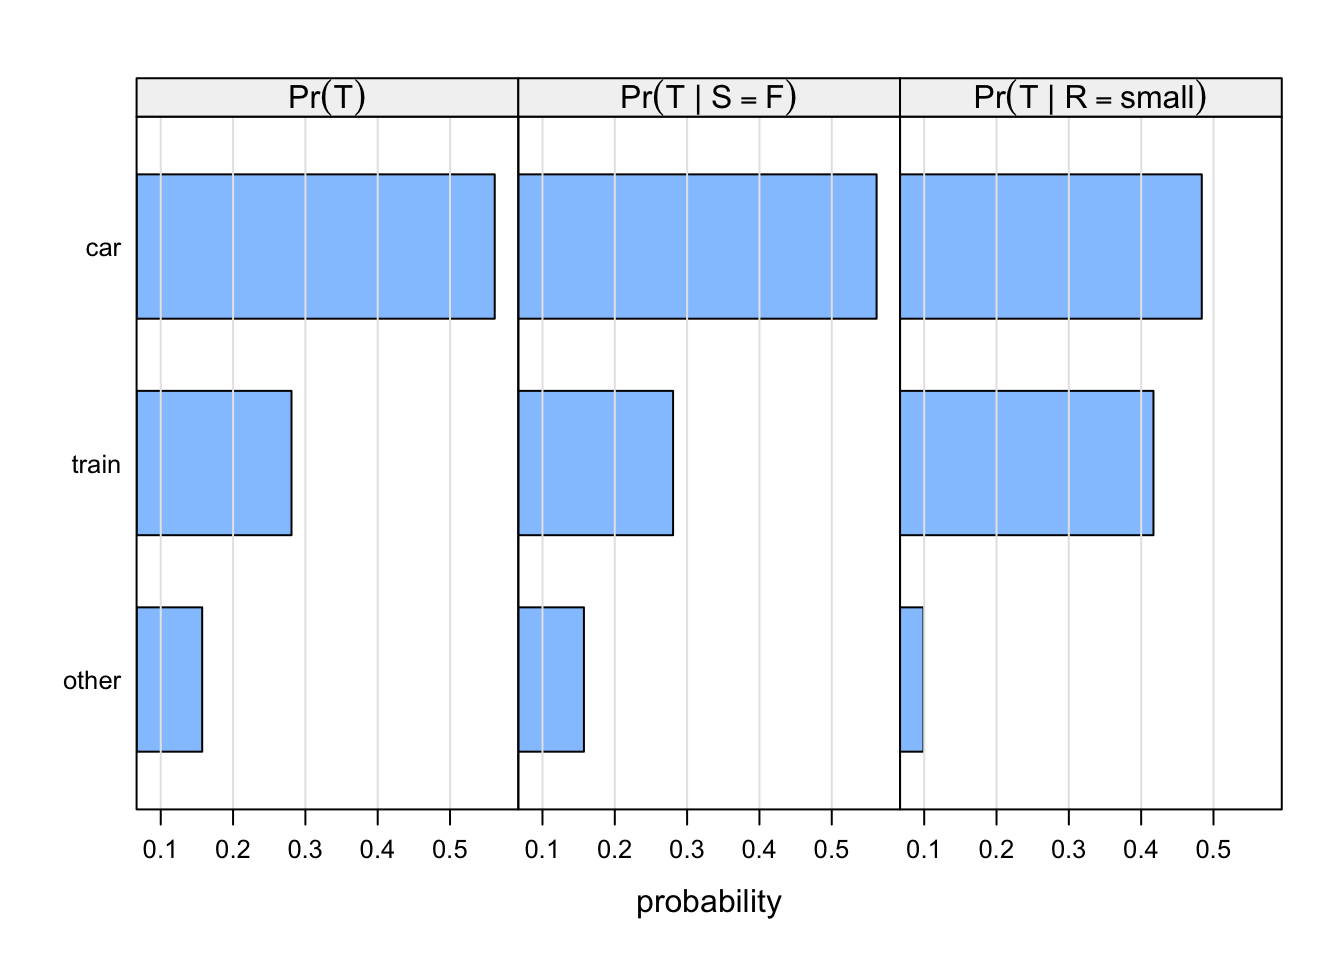 Pr(T)
Pr(T | S = F)
Pr(T | R = small)
car
train
other
0.1 0.2 0.3 0.4 0.5
0.1 0.2 0.3 0.4 0.5
0.1 0.2 0.3 0.4 0.5
probability